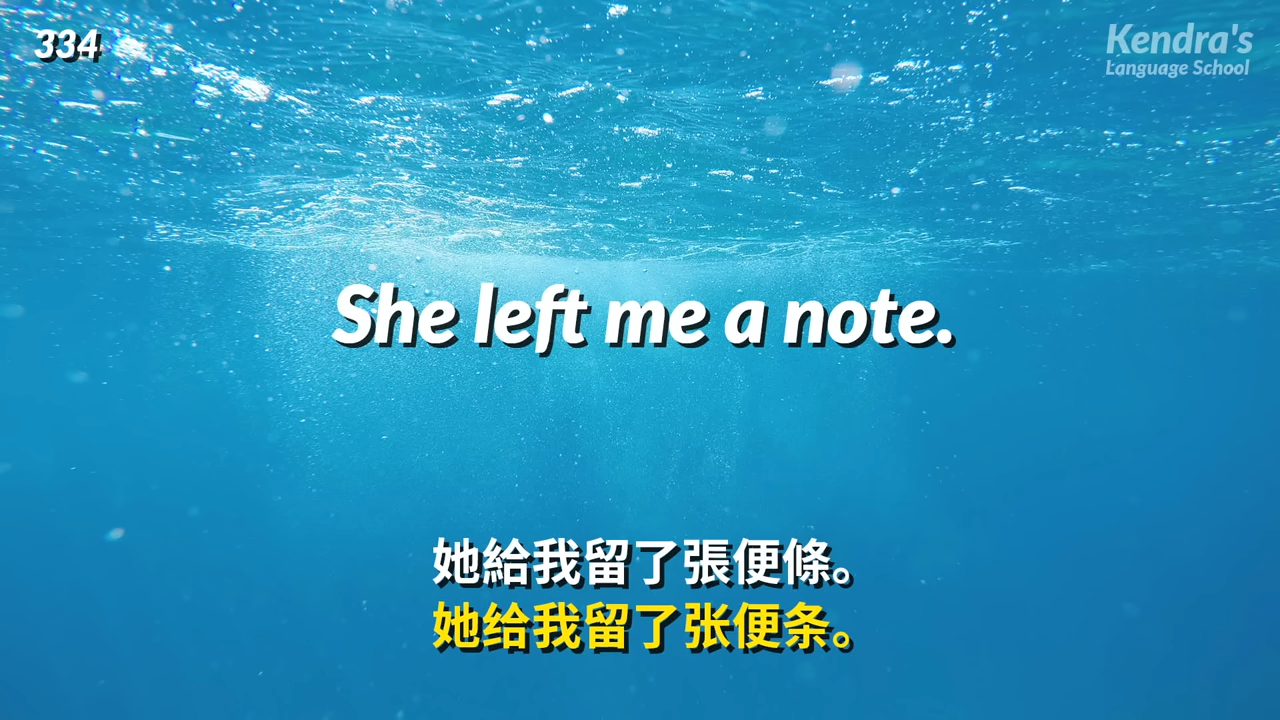 334
Kendra's
Language School
She left me a note.
她給我留了張便條。
她给我留了张便条。